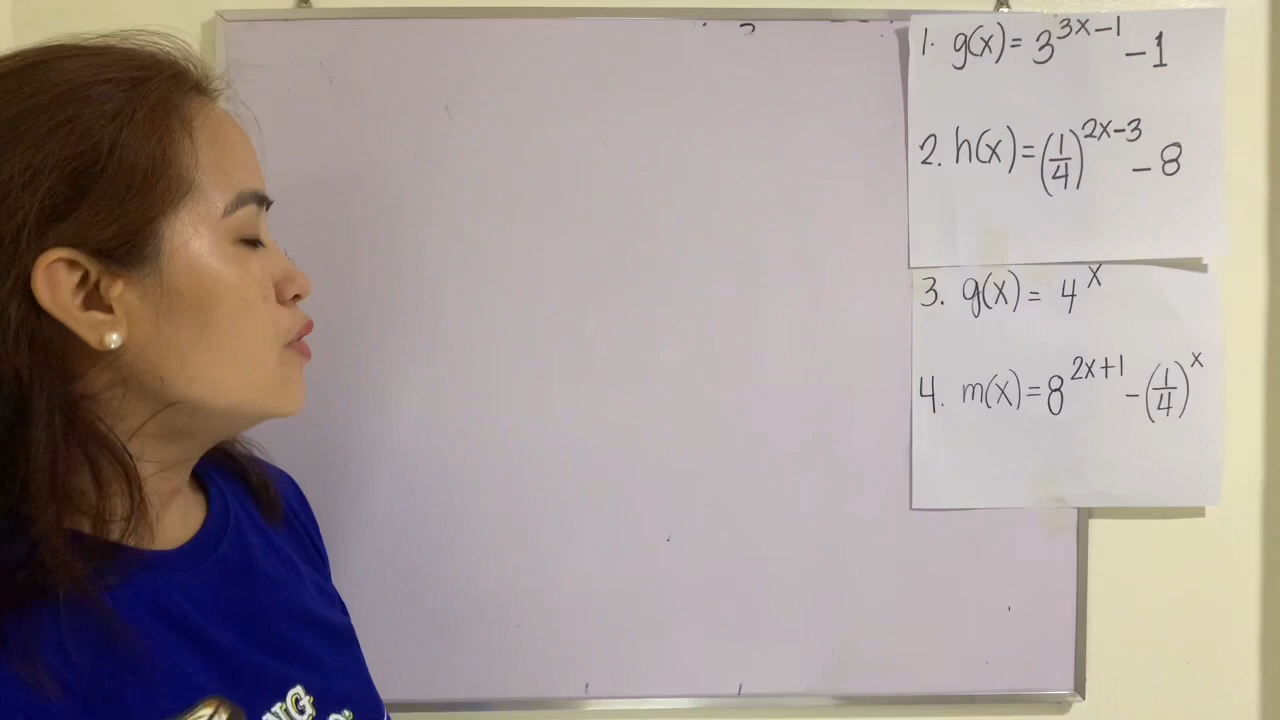 1. g(x) = 3^{3x-1} - 1
2. h(x) = (1/4)^{2x-3} - 8
3. g(x) = 4^x
4. m(x) = 8^{2x+1} - (1/4)^x